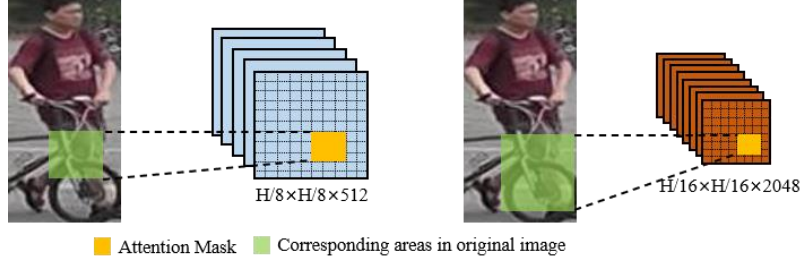 H/8×H/8×512
H/16×H/16×2048
Attention Mask
Corresponding areas in original image